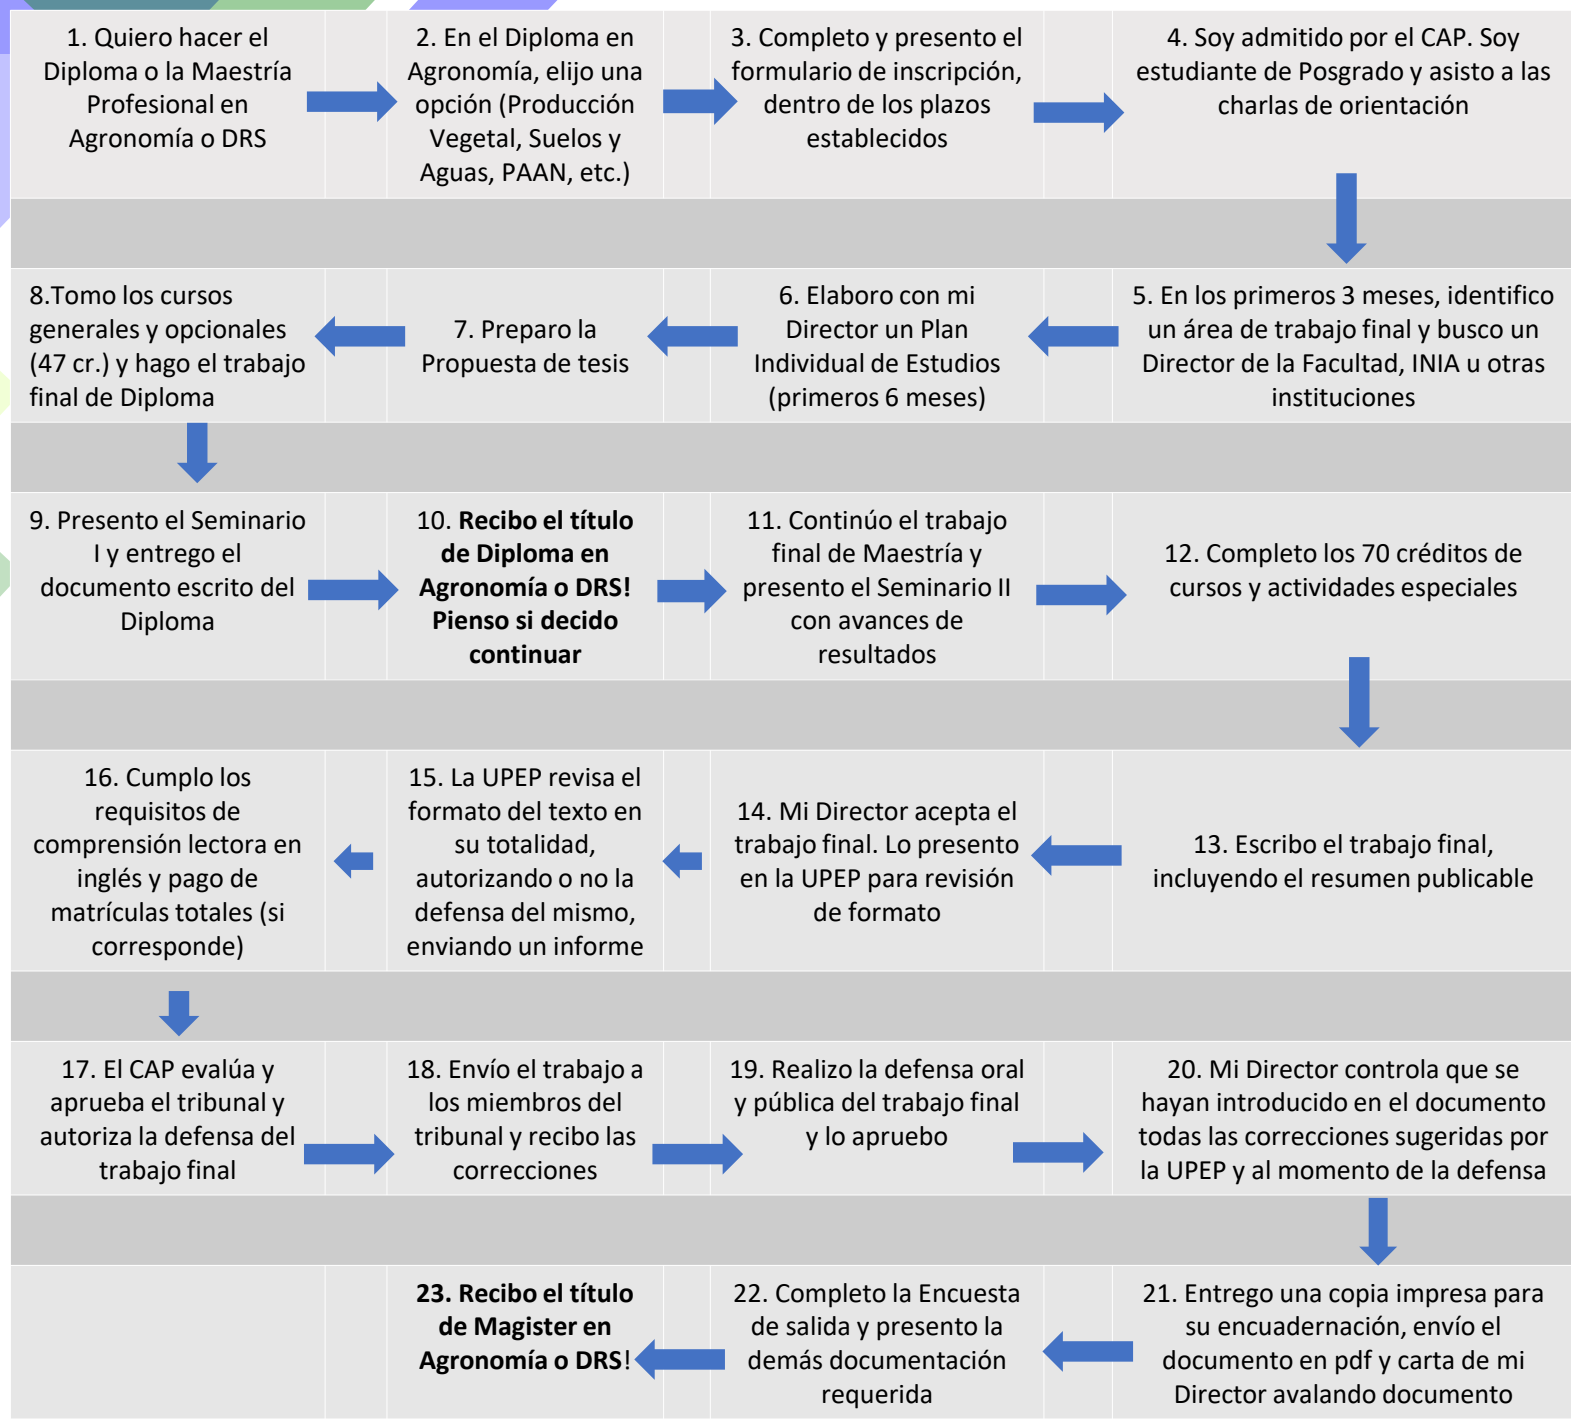 1. Quiero hacer el
Diploma o la Maestría
Profesional en
Agronomía o DRS
2. En el Diploma en
Agronomía, elijo una
opción (Producción
Vegetal, Suelos y
Aguas, PAAN, etc.)
3. Completo y presento el
formulario de inscripción,
dentro de los plazos
establecidos
4. Soy admitido por el CAP. Soy
estudiante de Posgrado y asisto a las
charlas de orientación
5. En los primeros 3 meses, identifico
un área de trabajo final y busco un
Director de la Facultad, INIA u otras
instituciones
6. Elaboro con mi
Director un Plan
Individual de Estudios
(primeros 6 meses)
7. Preparo la
Propuesta de tesis
8.Tomo los cursos
generales y opcionales
(47 cr.) y hago el trabajo
final de Diploma
9. Presento el Seminario
I y entrego el
documento escrito del
Diploma
10. Recibo el título
de Diploma en
Agronomía o DRS!
Pienso si decido
continuar
11. Continúo el trabajo
final de Maestría y
presento el Seminario II
con avances de
resultados
12. Completo los 70 créditos de
cursos y actividades especiales
13. Escribo el trabajo final,
incluyendo el resumen publicable
14. Mi Director acepta el
trabajo final. Lo presento
en la UPEP para revisión
de formato
15. La UPEP revisa el
formato del texto en
su totalidad,
autorizando o no la
defensa del mismo,
enviando un informe
16. Cumplo los
requisitos de
comprensión lectora en
inglés y pago de
matrículas totales (si
corresponde)
17. El CAP evalúa y
aprueba el tribunal y
autoriza la defensa del
trabajo final
18. Envío el trabajo a
los miembros del
tribunal y recibo las
correcciones
19. Realizo la defensa oral
y pública del trabajo final
y lo apruebo
20. Mi Director controla que se
hayan introducido en el documento
todas las correcciones sugeridas por
la UPEP y al momento de la defensa
21. Entrego una copia impresa para
su encuadernación, envío el
documento en pdf y carta de mi
Director avalando documento
22. Completo la Encuesta
de salida y presento la
demás documentación
requerida
23. Recibo el título
de Magister en
Agronomía o DRS!